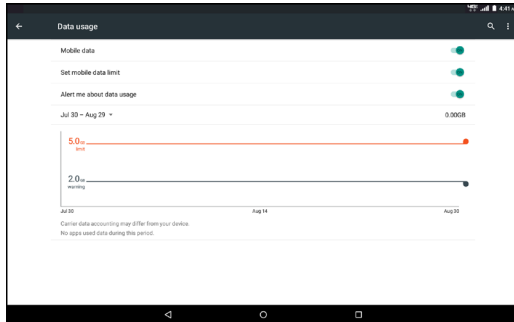 4:41
Data usage
Mobile data
Set mobile data limit
Alert me about data usage
Jul 30 – Aug 29
0.00GB
5.0
limit
2.0
warning
Jul 30
Aug 14
Aug 30
Carrier data accounting may differ from your device.
No apps used data during this period.